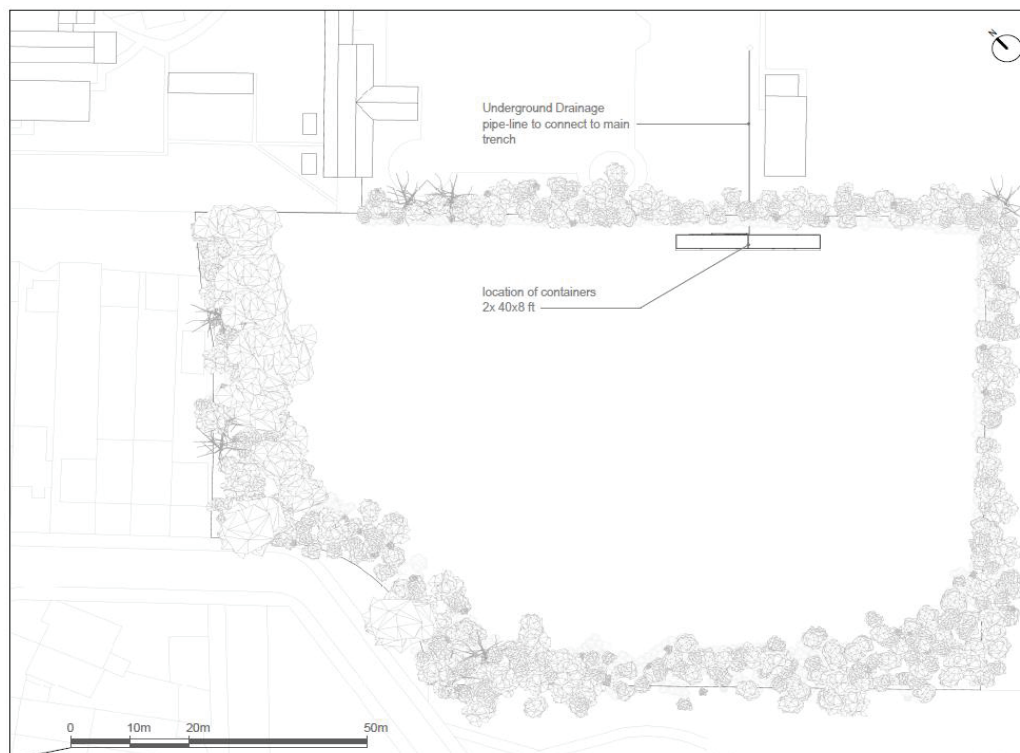 N
Underground Drainage
pipe-line to connect to main
trench
location of containers
2x 40x8 ft
0 10m 20m 50m